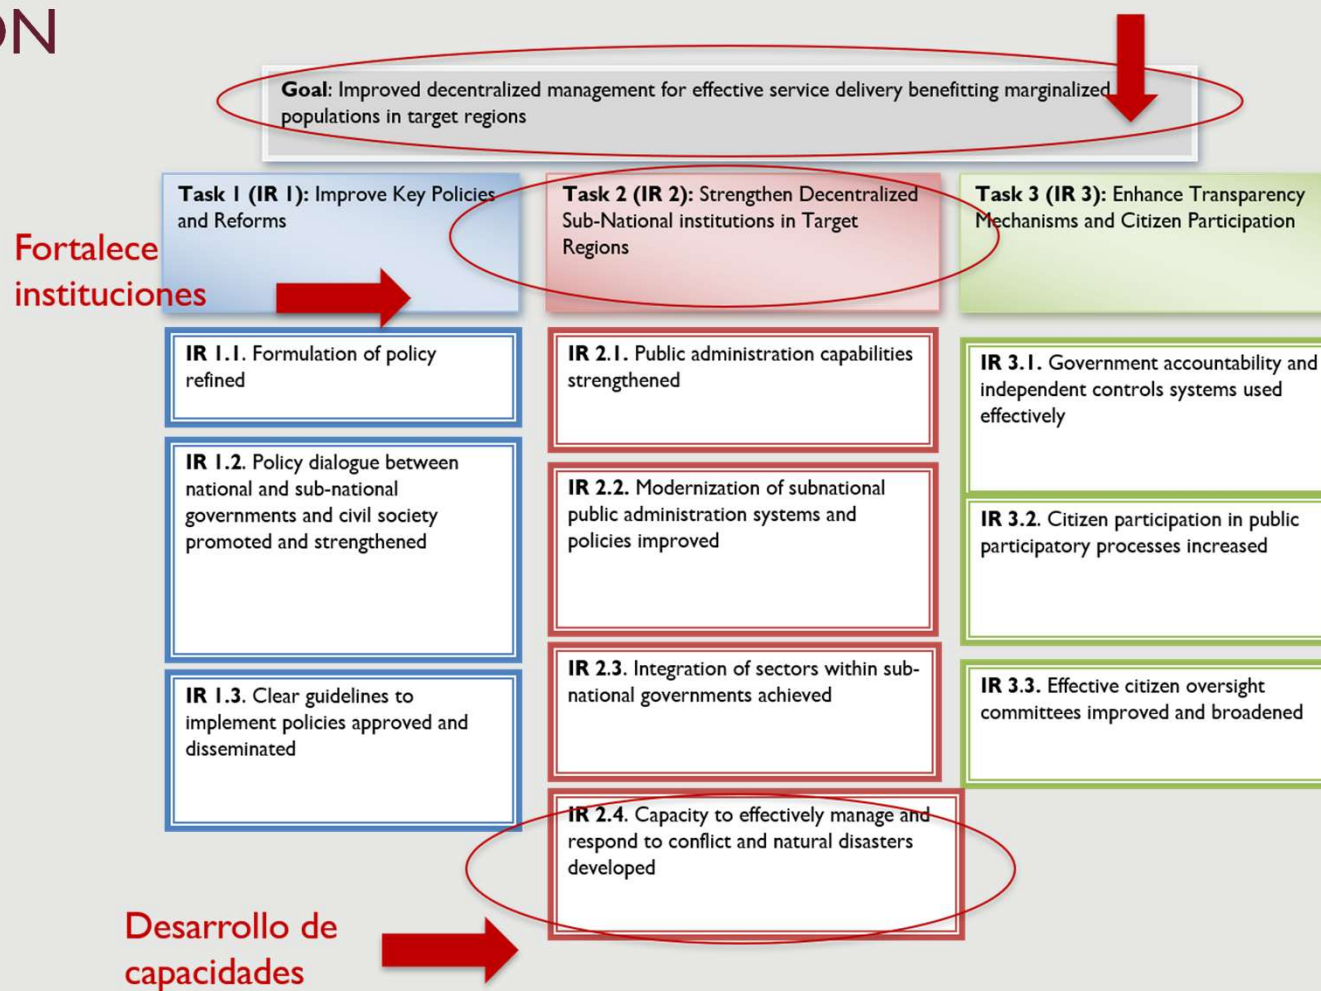 ON
Goal: Improved decentralized management for effective service delivery benefitting marginalized
populations in target regions
Task 1 (IR 1): Improve Key Policies
and Reforms
Task 2 (IR 2): Strengthen Decentralized
Sub-National institutions in Target
Regions
Task 3 (IR 3): Enhance Transparency
Mechanisms and Citizen Participation
Fortalece
instituciones
IR 1.1. Formulation of policy
refined
IR 1.2. Policy dialogue between
national and sub-national
governments and civil society
promoted and strengthened
IR 1.3. Clear guidelines to
implement policies approved and
disseminated
IR 2.1. Public administration capabilities
strengthened
IR 2.2. Modernization of subnational
public administration systems and
policies improved
IR 2.3. Integration of sectors within sub-
national governments achieved
IR 2.4. Capacity to effectively manage and
respond to conflict and natural disasters
developed
IR 3.1. Government accountability and
independent controls systems used
effectively
IR 3.2. Citizen participation in public
participatory processes increased
IR 3.3. Effective citizen oversight
committees improved and broadened
Desarrollo de
capacidades